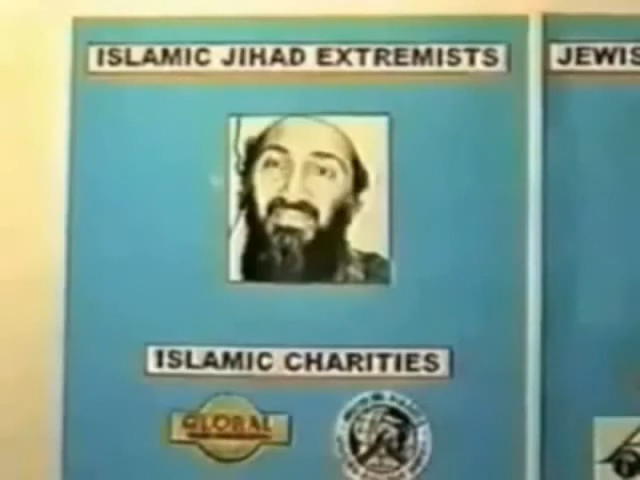 ISLAMIC JIHAD EXTREMISTS
JEWIS
ISLAMIC CHARITIES
GLOBAL